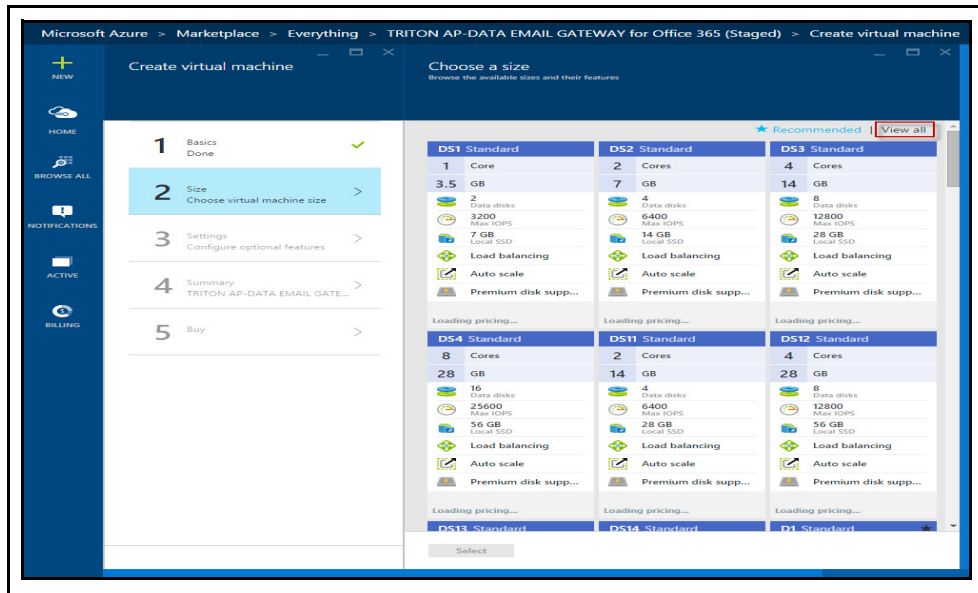 Microsoft Azure > Marketplace > Everything > TRITON AP-DATA EMAIL GATEWAY for Office 365 (Staged) > Create virtual machine
NEW
HOME
BROWSE ALL
NOTIFICATIONS
ACTIVE
BILLING
Create virtual machine
1 Basics
Done
2 Size
Choose virtual machine size
3 Settings
Configure optional features
4 Summary
TRITON AP-DATA EMAIL GATE...
5 Buy
Choose a size
Browse the available sizes and their features
Recommended | View all
DS1 Standard
1 Core
3.5 GB
2
Data disks
3200
Max IOPS
7 GB
Local SSD
Load balancing
Auto scale
Premium disk supp...
Loading pricing...
DS2 Standard
2 Cores
7 GB
4
Data disks
6400
Max IOPS
14 GB
Local SSD
Load balancing
Auto scale
Premium disk supp...
Loading pricing...
DS3 Standard
4 Cores
14 GB
8
Data disks
12800
Max IOPS
28 GB
Local SSD
Load balancing
Auto scale
Premium disk supp...
Loading pricing...
DS4 Standard
8 Cores
28 GB
16
Data disks
25600
Max IOPS
56 GB
Local SSD
Load balancing
Auto scale
Premium disk supp...
Loading pricing...
DS11 Standard
2 Cores
14 GB
4
Data disks
6400
Max IOPS
28 GB
Local SSD
Load balancing
Auto scale
Premium disk supp...
Loading pricing...
DS12 Standard
4 Cores
28 GB
8
Data disks
12800
Max IOPS
56 GB
Local SSD
Load balancing
Auto scale
Premium disk supp...
Loading pricing...
DS13 Standard
DS14 Standard
D1 Standard
Select